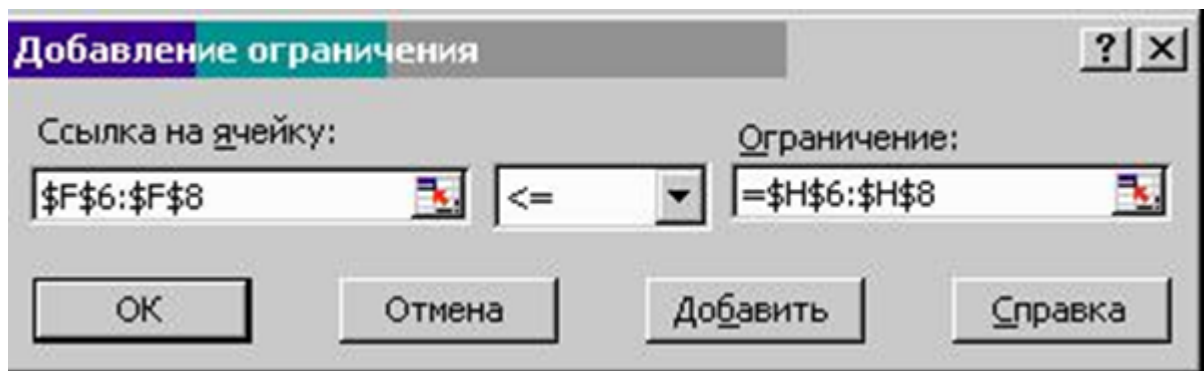 Добавление ограничения ? ×
Ссылка на ячейку: Ограничение:
$F$6:$F$8 <= =$H$6:$H$8
ОК Отмена Добавить Справка